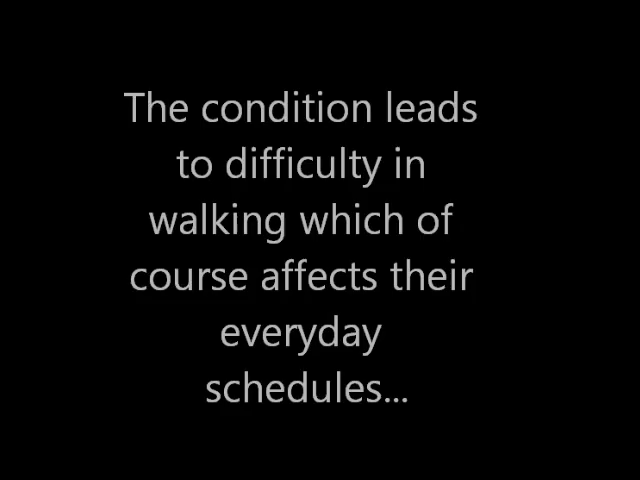 The condition leads
to difficulty in
walking which of
course affects their
everyday
schedules...